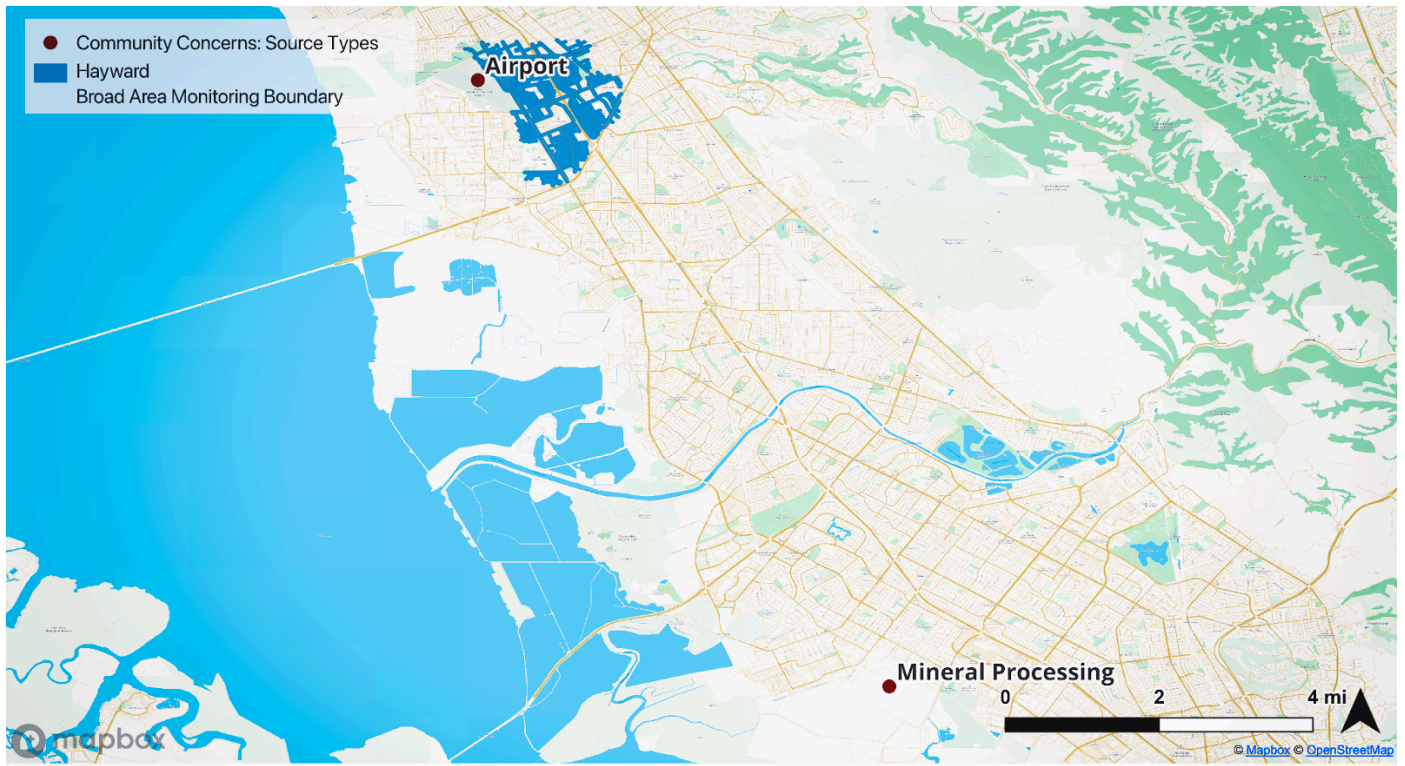 Community Concerns: Source Types
Hayward
Broad Area Monitoring Boundary
Airport
Mineral Processing
0 2 4 mi
mapbox
© Mapbox © OpenStreetMap